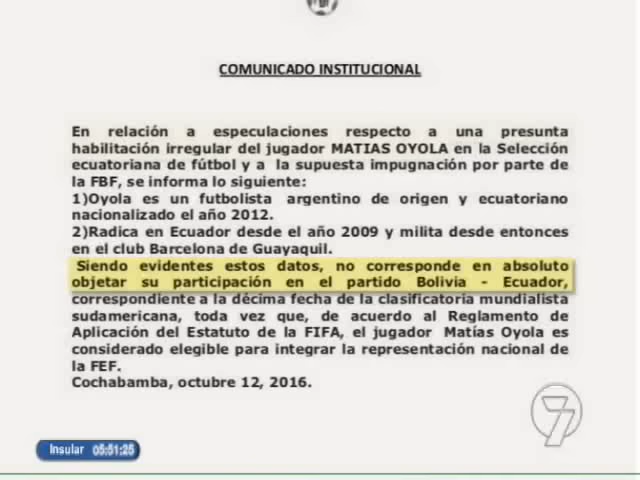 COMUNICADO INSTITUCIONAL
En relación a especulaciones respecto a una presunta
habilitación irregular del jugador MATIAS OYOLA en la Selección
ecuatoriana de fútbol y a la supuesta impugnación por parte de
la FBF, se informa lo siguiente:
1)Oyola es un futbolista argentino de origen y ecuatoriano
nacionalizado el año 2012.
2)Radica en Ecuador desde el año 2009 y milita desde entonces
en el club Barcelona de Guayaquil.
Siendo evidentes estos datos, no corresponde en absoluto
objetar su participación en el partido Bolivia - Ecuador,
correspondiente a la décima fecha de la clasificatoria mundialista
sudamericana, toda vez que, de acuerdo al Reglamento de
Aplicación del Estatuto de la FIFA, el jugador Matías Oyola es
considerado elegible para integrar la representación nacional de
la FEF.
Cochabamba, octubre 12, 2016.
7
Insular 05:51:25